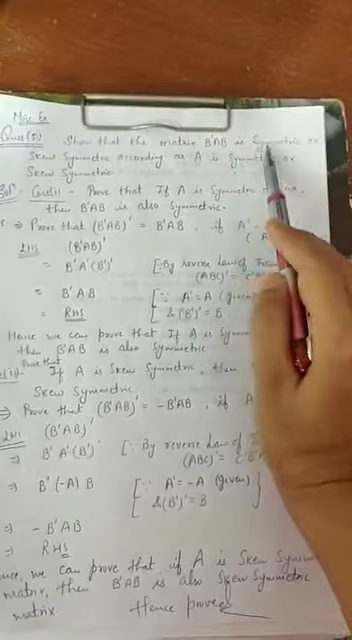 Misc Ex
Ques(5) Show that the matrix B'AB is Symmetric or
Skew Symmetric according as A is Symmetric or
Skew Symmetric.
Solⁿ - Case(i) - Prove that If A is Symmetric
then B'AB is also Symmetric.
⇒ Prove that (B'AB)' = B'AB , if A' =
LHS (B'AB)'
= B'A'(B')' [∵ By reverse Law of
(ABC)' = C'B'
= B'AB [∵ A' = A (given)
= RHS & (B')' = B
Hence we can prove that If A is Symm
then B'AB is also Symmetric
Prove that
If A is Skew Symmetric, then
Skew Symmetric
⇒ Prove that (B'AB)' = -B'AB , if A
LHS (B'AB)'
⇒ B'A'(B')' [∵ By reverse Law of
(ABC)' = C'B'
⇒ B'(-A)B [∵ A' = -A (given)
& (B')' = B
⇒ -B'AB
⇒ RHS
ence, we can prove that if A is Skew Symm
matrix, then B'AB is also Skew Symmetric
matrix Hence proved